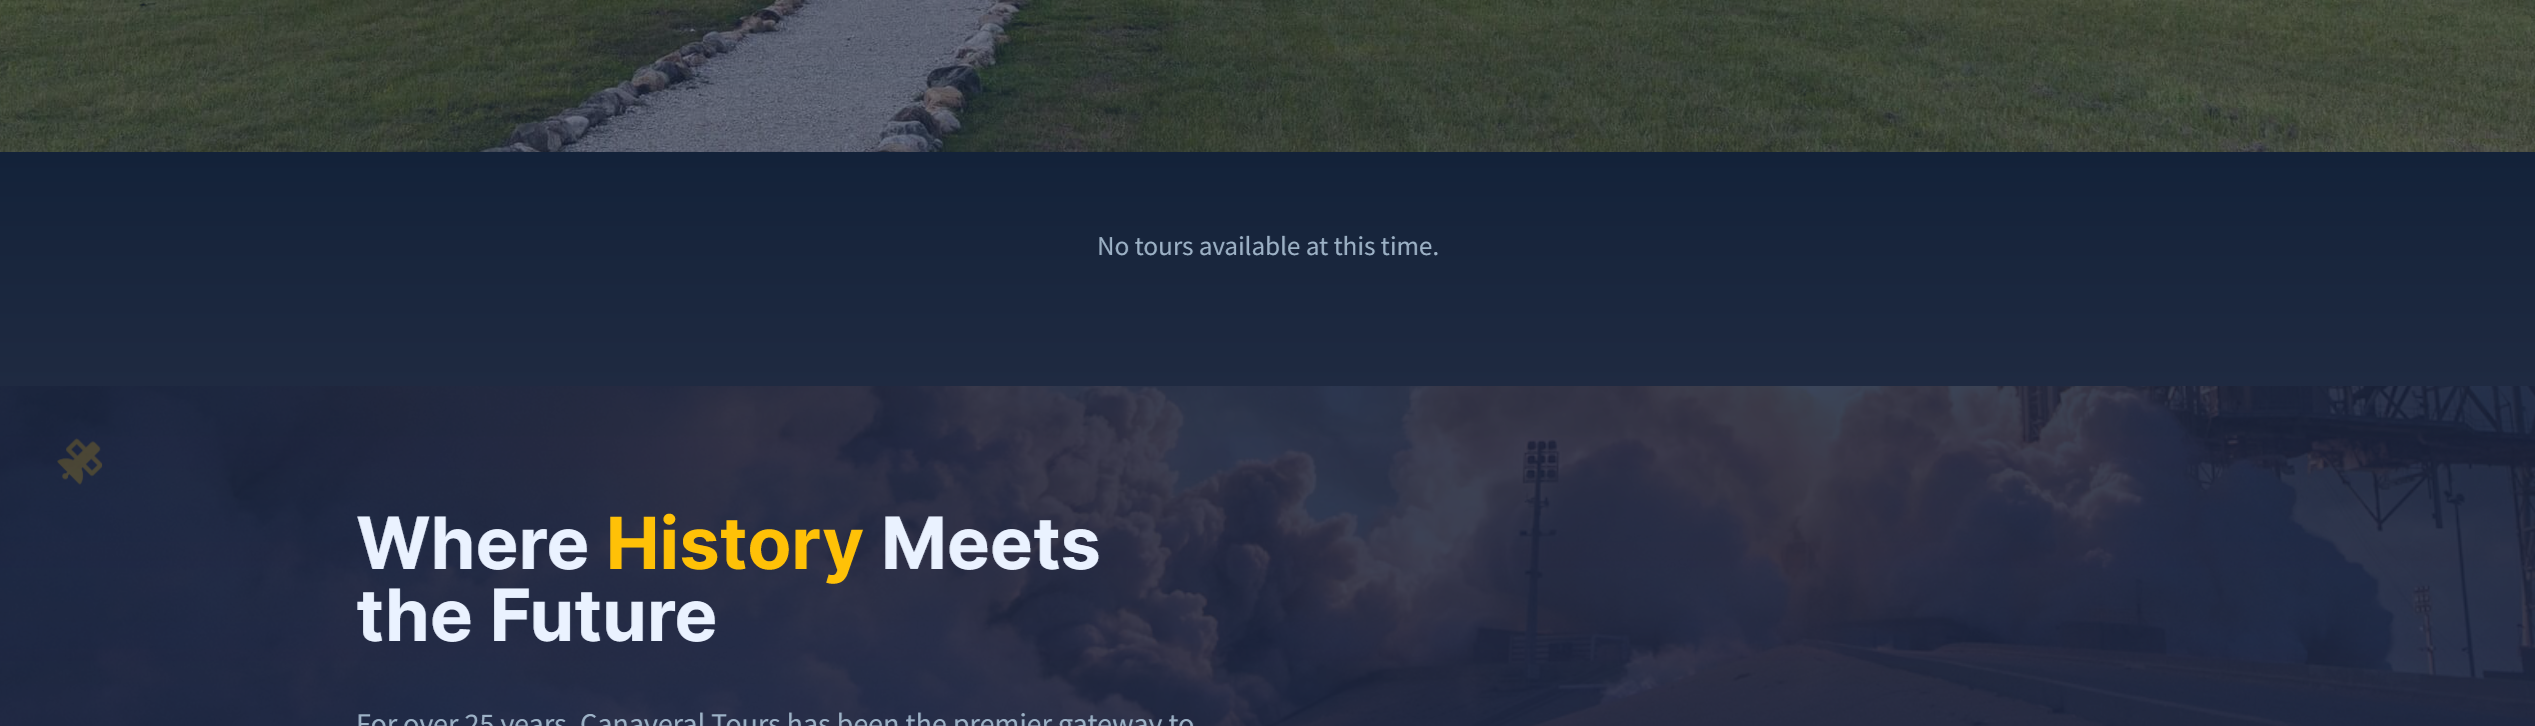 No tours available at this time.
Where History Meets
the Future
For over 25 years, Canaveral Tours has been the premier gateway to